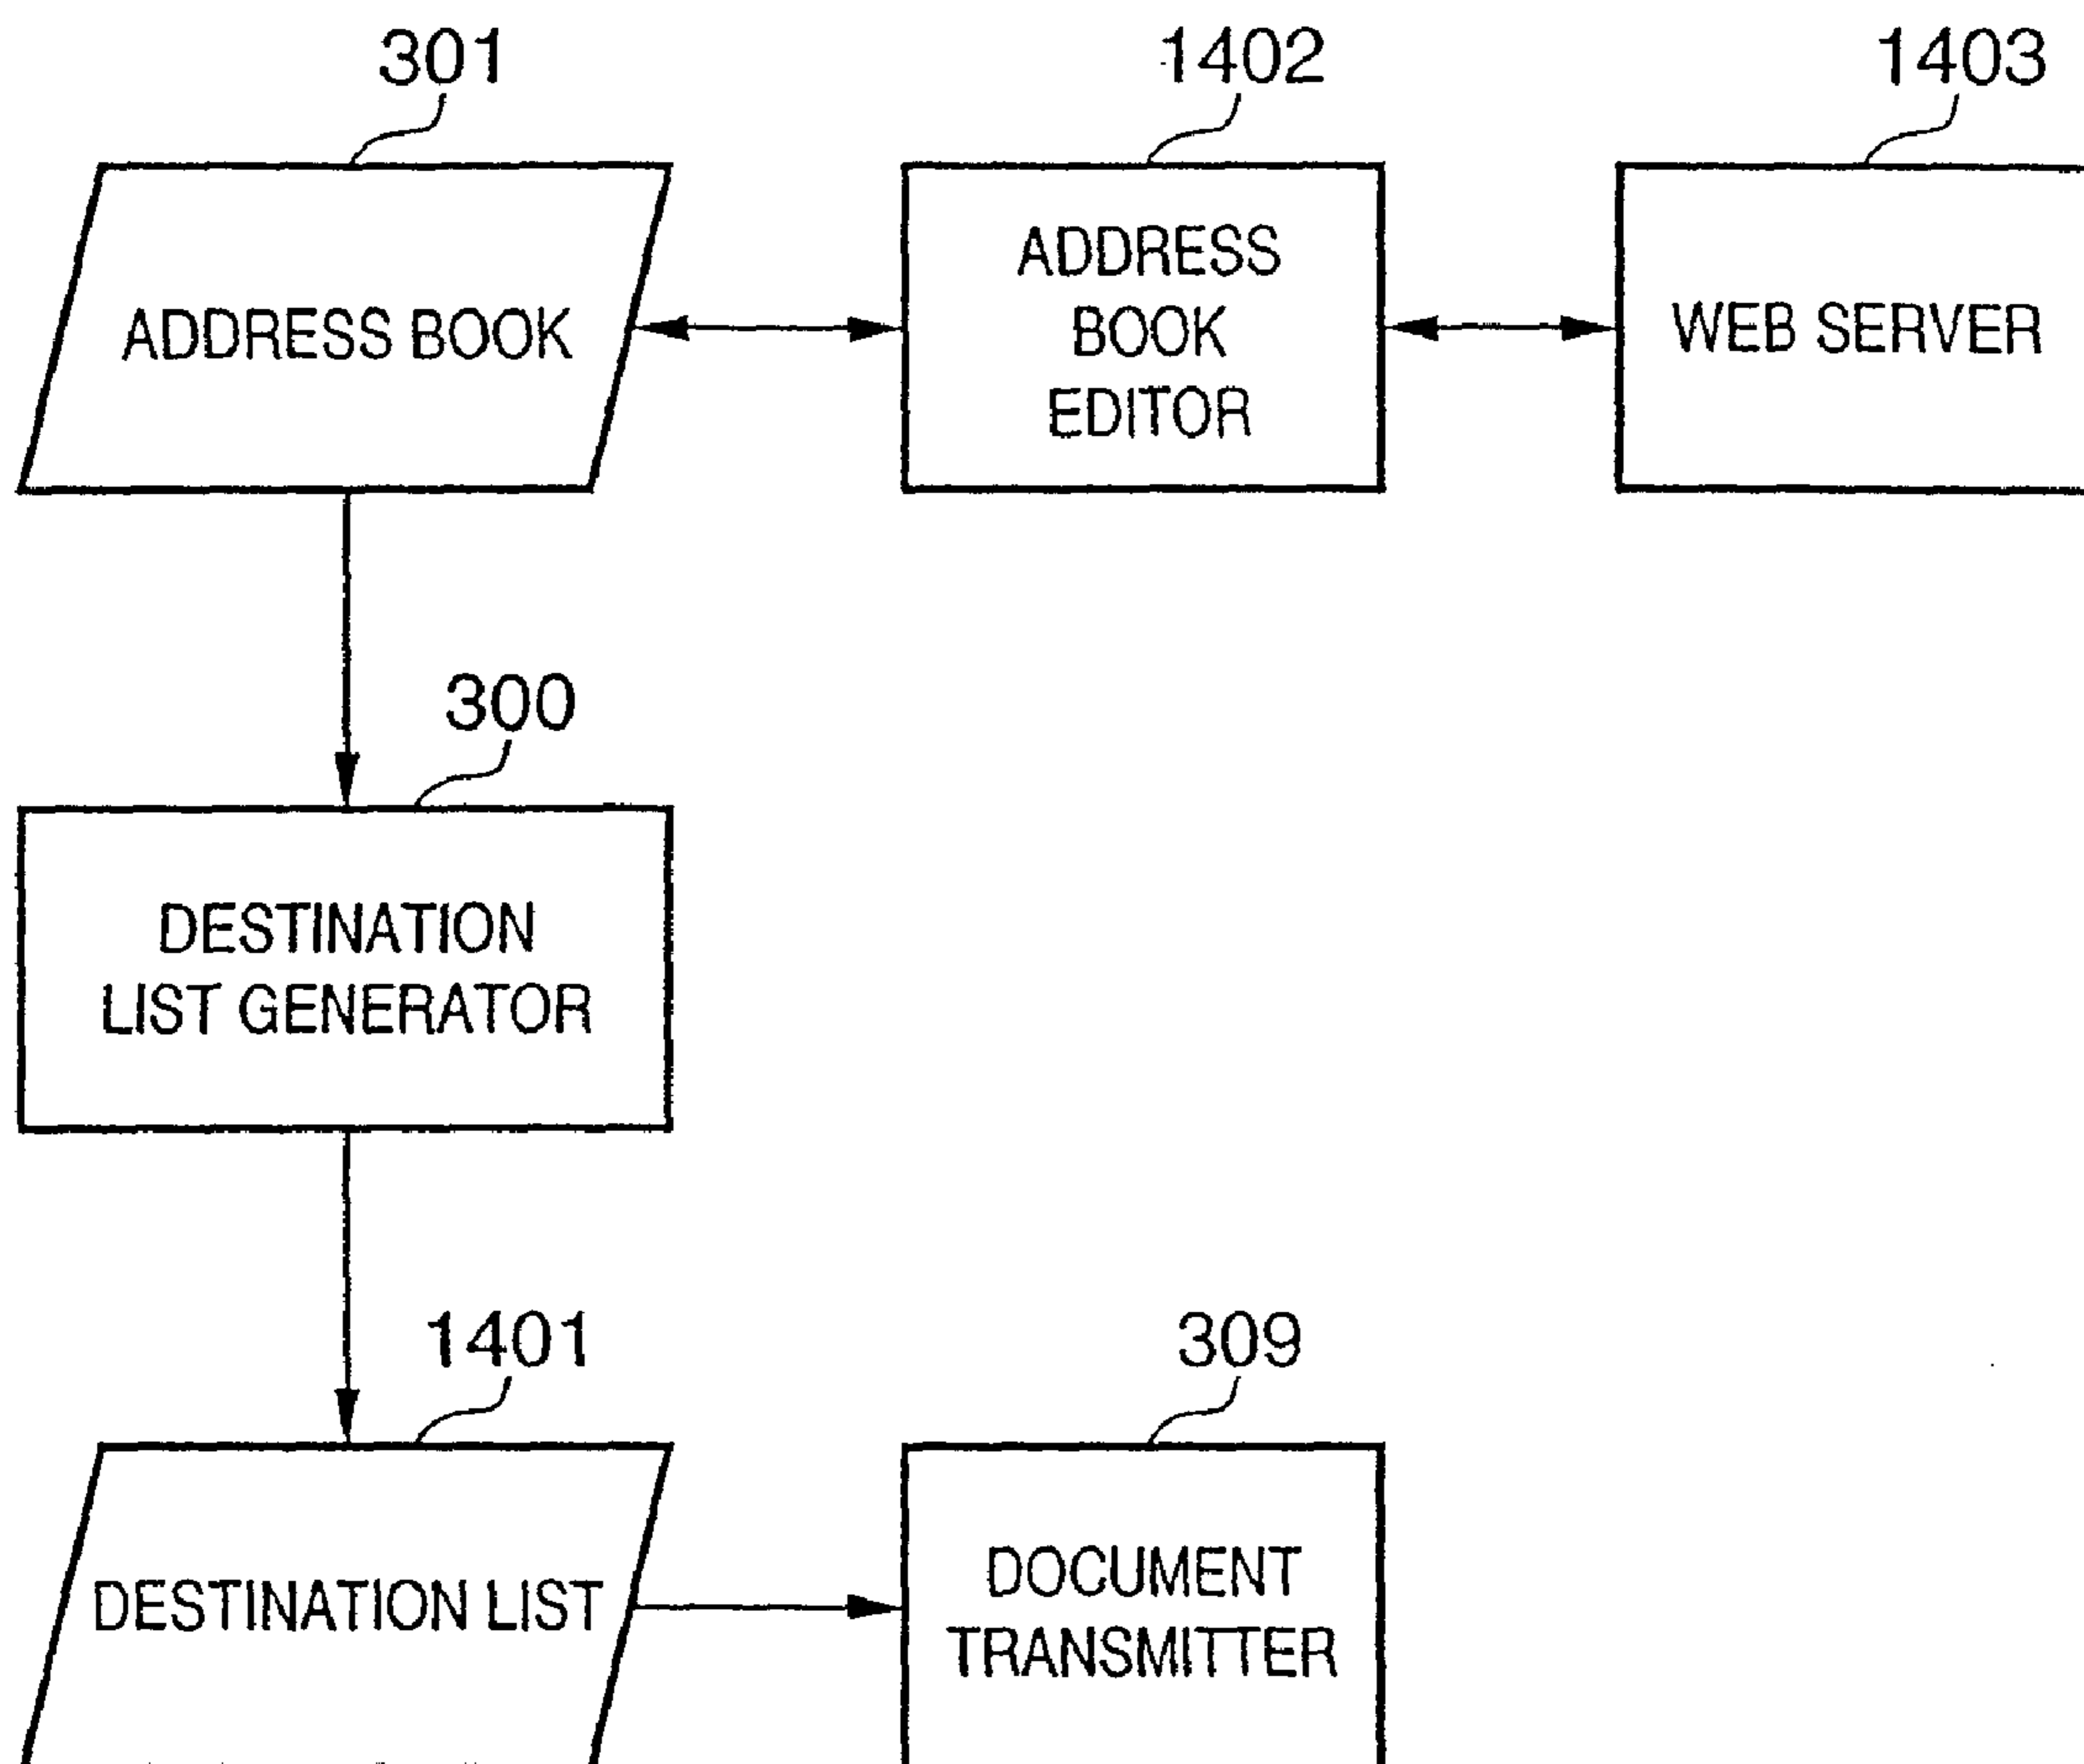 301
1402
1403
ADDRESS BOOK
ADDRESS
BOOK
EDITOR
WEB SERVER
300
DESTINATION
LIST GENERATOR
1401
309
DESTINATION LIST
DOCUMENT
TRANSMITTER